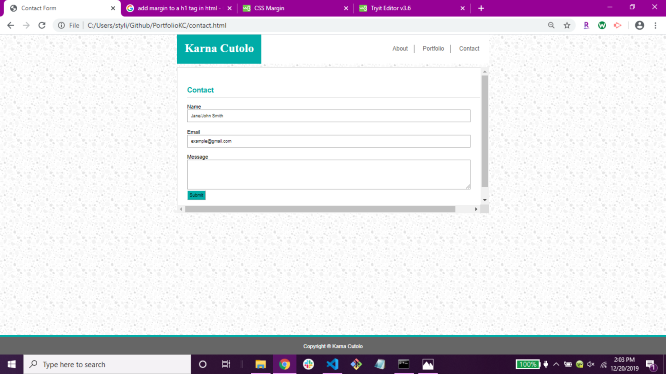 Contact Form
add margin to a h1 tag in html -
CSS Margin
Tryit Editor v3.6
File
C:/Users/styli/Github/PortfolioKC/contact.html
Karna Cutolo
About
Portfolio
Contact
Contact
Name
Jane/John Smith
Email
example@gmail.com
Message
Submit
Copyright © Karna Cutolo
Type here to search
100%
2:03 PM
12/20/2019